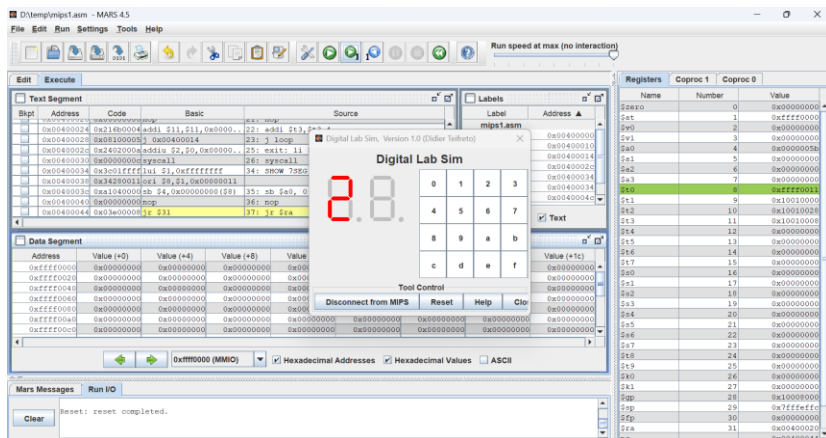 D:\temp\mips1.asm - MARS 4.5
File Edit Run Settings Tools Help
Run speed at max (no interaction)
Edit Execute
Text Segment
Bkpt Address Code Basic Source
0x00400024 0x216b0004 addi $11,$11,0x0000.. 22: addi $t3,
0x00400028 0x08100005 j 0x00400014 23: j loop
0x0040002c 0x2402000a addiu $2,$0,0x00000.. 25: exit: li
0x00400030 0x0000000c syscall 26: syscall
0x00400034 0x3c01ffff lui $1,0xffffffff 34: SHOW_7SEG
0x00400038 0x34280011 ori $8,$1,0x00000011
0x0040003c 0xa1040000 sb $4,0x00000000($8) 35: sb $a0, 0
0x00400040 0x00000000 nop 36: nop
0x00400044 0x03e00008 jr $31 37: jr $ra
Labels
Label Address ▲
mips1.asm
0x00400000
0x00400010
0x00400014
0x0040002c
0x00400034
0x0040004c
Text
Digital Lab Sim, Version 1.0 (Didier Teifreto)
Digital Lab Sim
2 8
0 1 2 3
4 5 6 7
8 9 a b
c d e f
Tool Control
Disconnect from MIPS Reset Help Clo
Data Segment
Address Value (+0) Value (+4) Value (+8) Value Value (+1c)
0xffff0000 0x00000000 0x00000000 0x00000000
0xffff0020 0x00000000 0x00000000 0x00000000
0xffff0040 0x00000000 0x00000000 0x00000000
0xffff0060 0x00000000 0x00000000 0x00000000
0xffff0080 0x00000000 0x00000000 0x00000000
0xffff00a0 0x00000000 0x00000000 0x00000000
0xffff00c0 0x00000000 0x00000000 0x00000000
0xffff0000 (MMIO) Hexadecimal Addresses Hexadecimal Values ASCII
Mars Messages Run I/O
Clear
Reset: reset completed.
Registers Coproc 1 Coproc 0
Name Number Value
$zero 0 0x00000000
$at 1 0xffff0000
$v0 2 0x00000000
$v1 3 0x00000000
$a0 4 0x0000005b
$a1 5 0x00000000
$a2 6 0x00000000
$a3 7 0x00000000
$t0 8 0xffff0011
$t1 9 0x10010000
$t2 10 0x10010028
$t3 11 0x10010008
$t4 12 0x00000000
$t5 13 0x00000000
$t6 14 0x00000000
$t7 15 0x00000000
$s0 16 0x00000000
$s1 17 0x00000000
$s2 18 0x00000000
$s3 19 0x00000000
$s4 20 0x00000000
$s5 21 0x00000000
$s6 22 0x00000000
$s7 23 0x00000000
$t8 24 0x00000000
$t9 25 0x00000000
$k0 26 0x00000000
$k1 27 0x00000000
$gp 28 0x10008000
$sp 29 0x7fffeffc
$fp 30 0x00000000
$ra 31 0x00400020